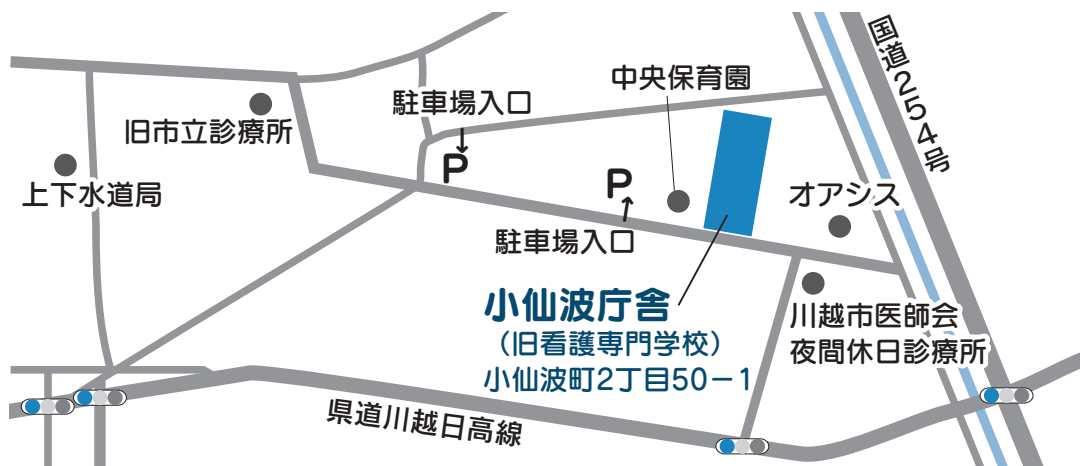 国道254号
中央保育園
駐車場入口
P
旧市立診療所
上下水道局
P
オアシス
駐車場入口
小仙波庁舎
(旧看護専門学校)
小仙波町2丁目50-1
川越市医師会
夜間休日診療所
県道川越日高線